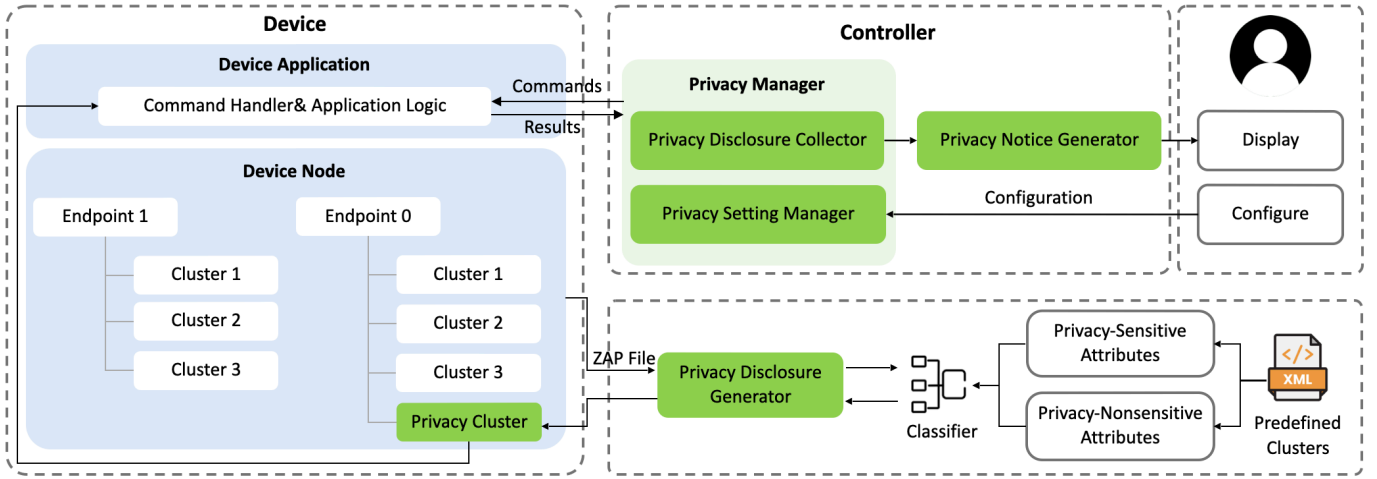 Device
Device Application
Command Handler& Application Logic
Device Node
Endpoint 1
Cluster 1
Cluster 2
Cluster 3
Endpoint 0
Cluster 1
Cluster 2
Cluster 3
Privacy Cluster
Commands
Results
Controller
Privacy Manager
Privacy Disclosure Collector
Privacy Notice Generator
Display
Privacy Setting Manager
Configuration
Configure
ZAP File
Privacy Disclosure
Generator
Classifier
Privacy-Sensitive
Attributes
Privacy-Nonsensitive
Attributes
</>
XML
Predefined
Clusters